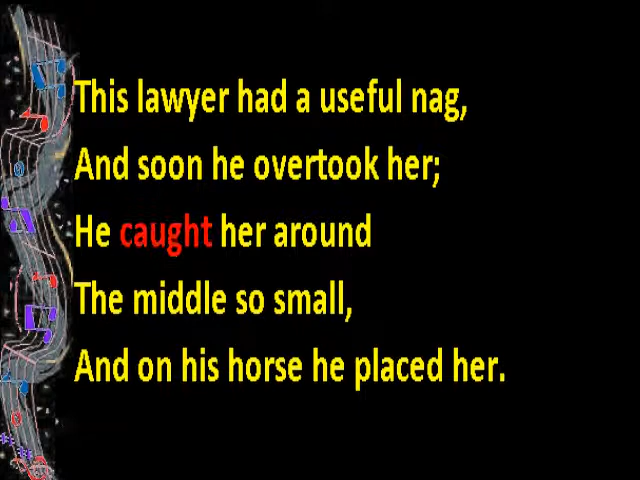 This lawyer had a useful nag,
And soon he overtook her;
He caught her around
The middle so small,
And on his horse he placed her.